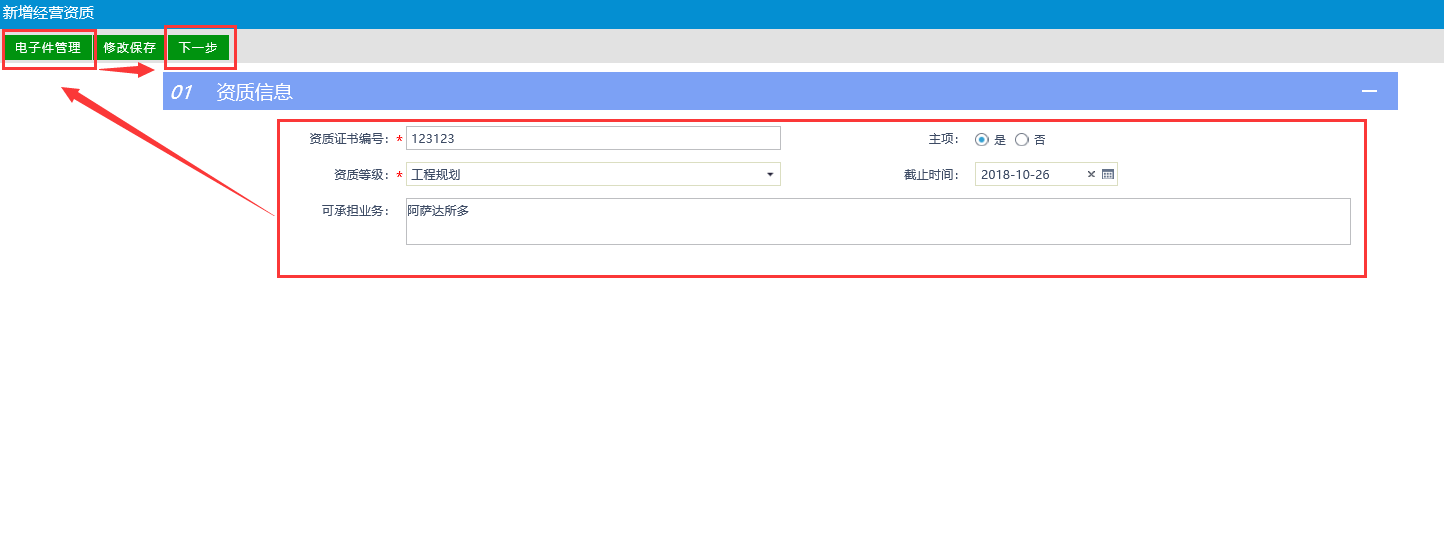 新增经营资质
电子件管理 修改保存 下一步
01 资质信息
资质证书编号: * 123123 主项: 是 否
资质等级: * 工程规划 截止时间: 2018-10-26
可承担业务: 阿萨达所多